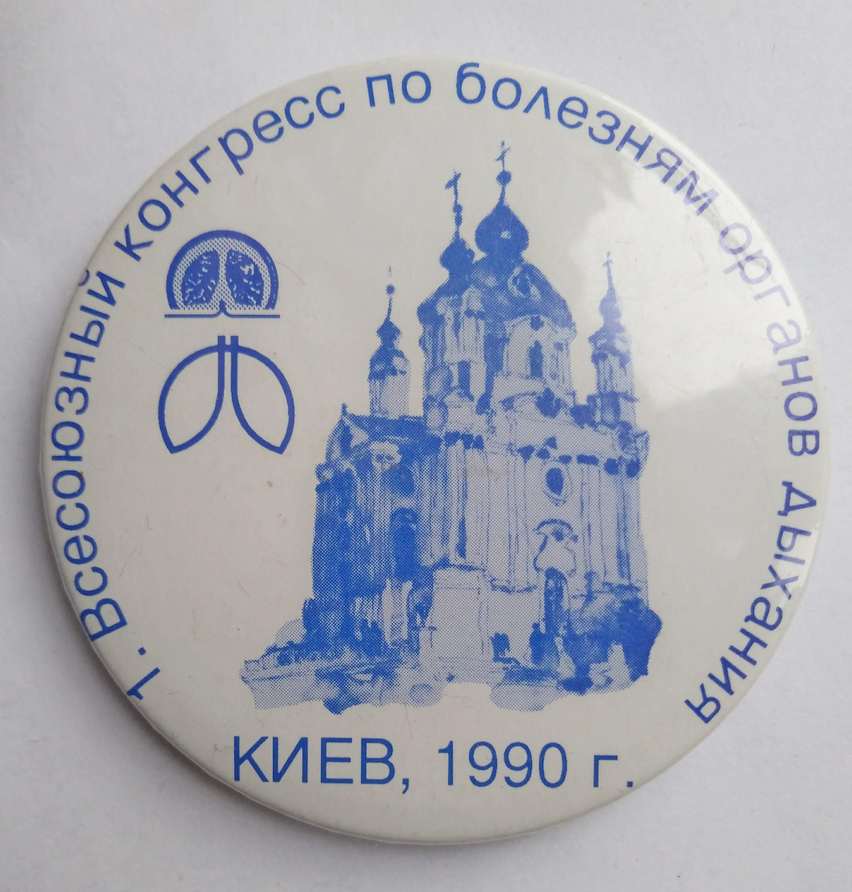 1. Всесоюзный конгресс по болезням органов дыхания
КИЕВ, 1990 г.